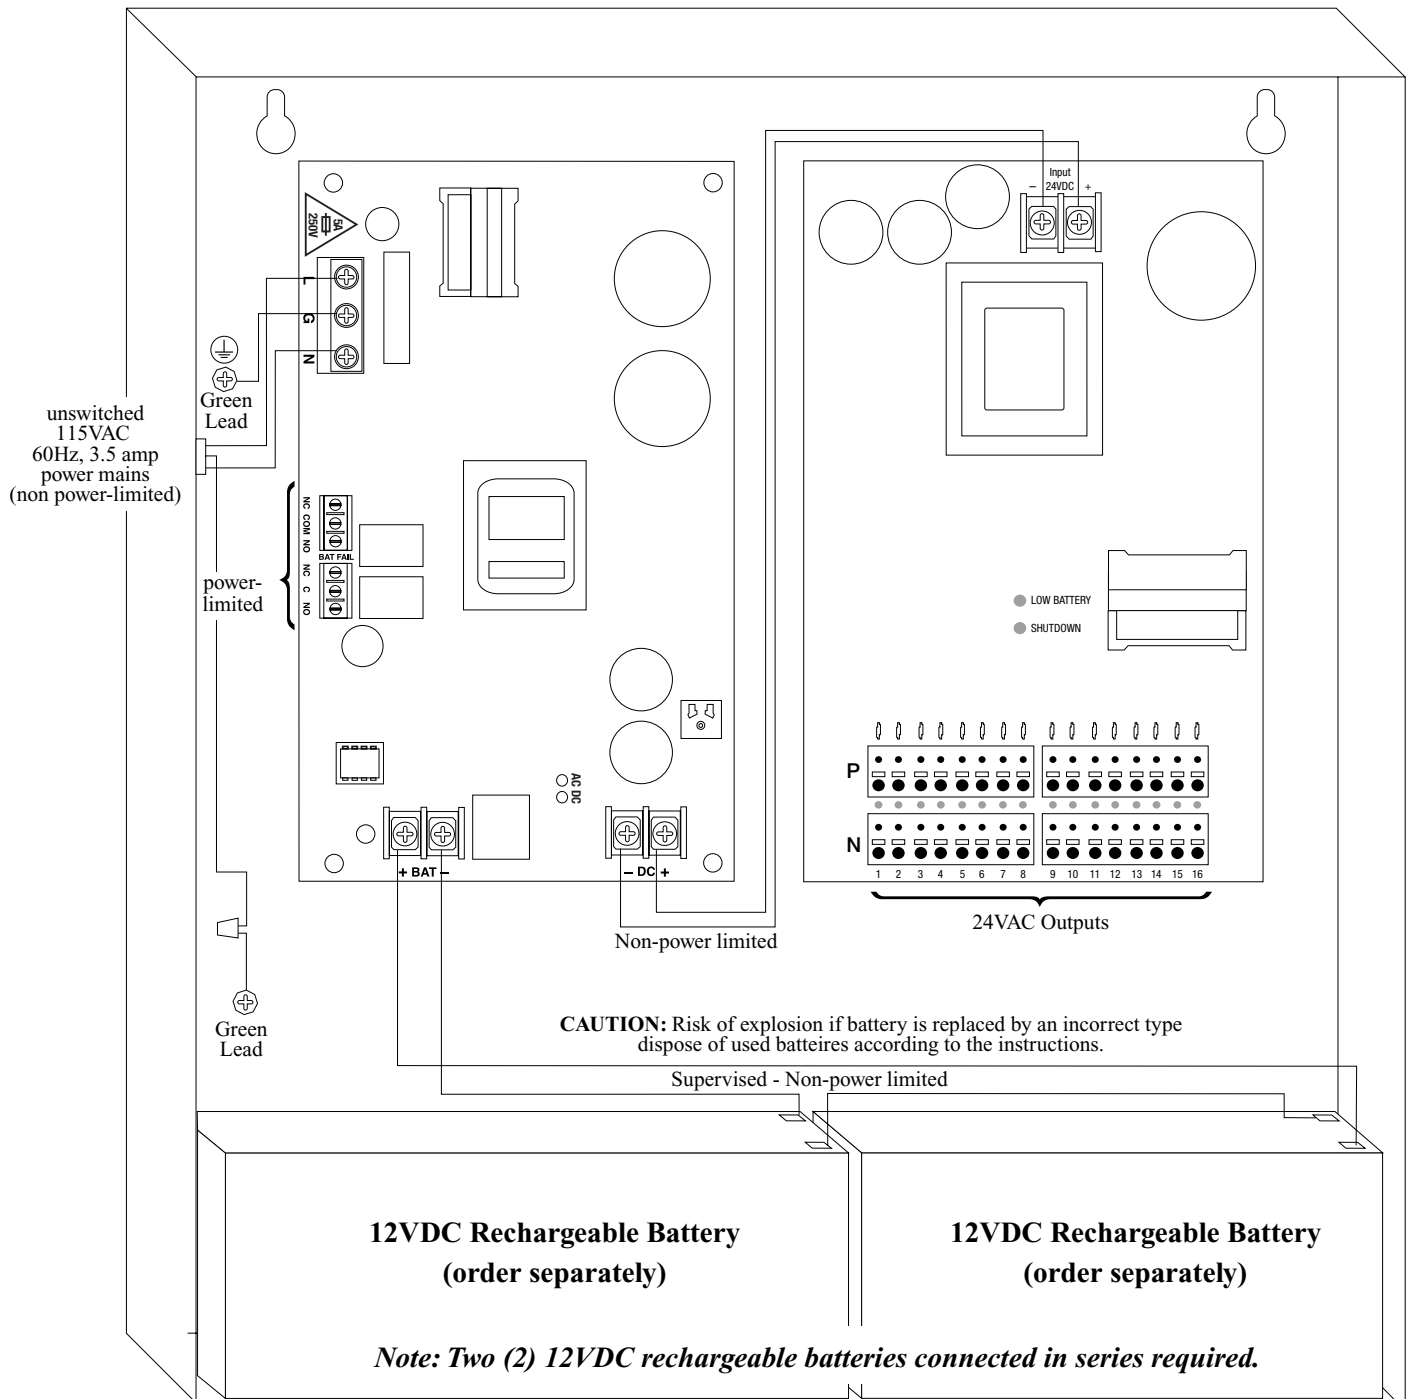 Input
– 24VDC +
5A
250V
L
G
N
Green
Lead
unswitched
115VAC
60Hz, 3.5 amp
power mains
(non power-limited)
NC COM NO
BAT FAIL
NC C NO
power-
limited
LOW BATTERY
SHUTDOWN
AC DC
P
N
+ BAT –
– DC +
1 2 3 4 5 6 7 8 9 10 11 12 13 14 15 16
24VAC Outputs
Non-power limited
Green
Lead
CAUTION: Risk of explosion if battery is replaced by an incorrect type
dispose of used batteires according to the instructions.
Supervised - Non-power limited
12VDC Rechargeable Battery
(order separately)
12VDC Rechargeable Battery
(order separately)
Note: Two (2) 12VDC rechargeable batteries connected in series required.